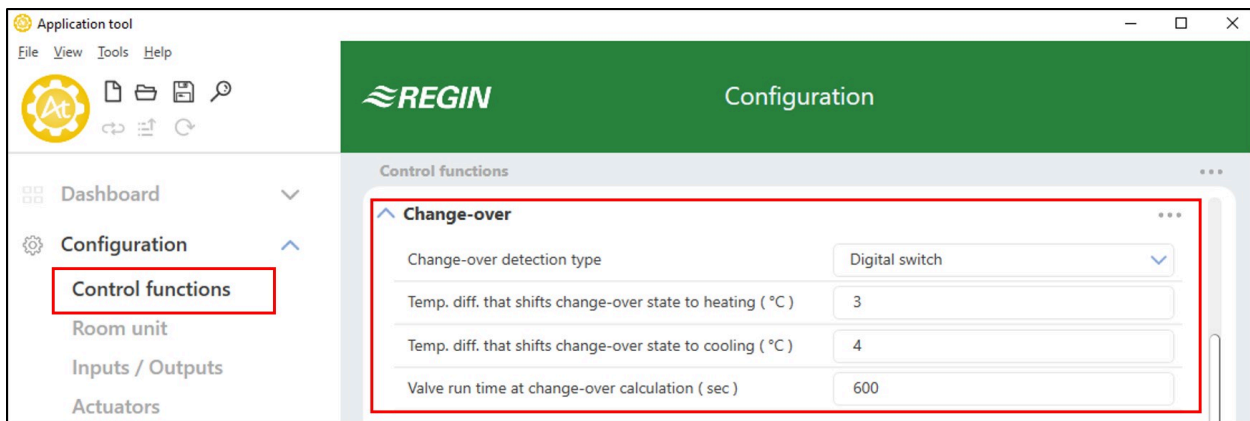 Application tool
File View Tools Help
At
REGIN
Configuration
Dashboard
Configuration
Control functions
Room unit
Inputs / Outputs
Actuators
Control functions
Change-over
Change-over detection type Digital switch
Temp. diff. that shifts change-over state to heating ( °C ) 3
Temp. diff. that shifts change-over state to cooling ( °C ) 4
Valve run time at change-over calculation ( sec ) 600